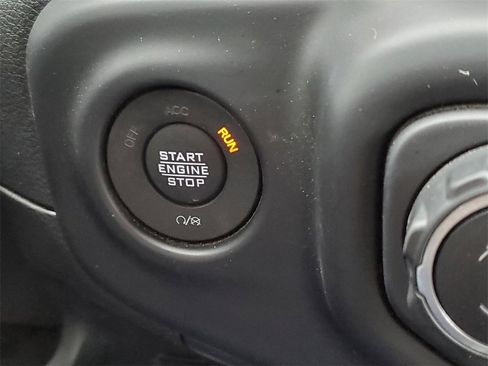 OFF
ACC
RUN
START
ENGINE
STOP